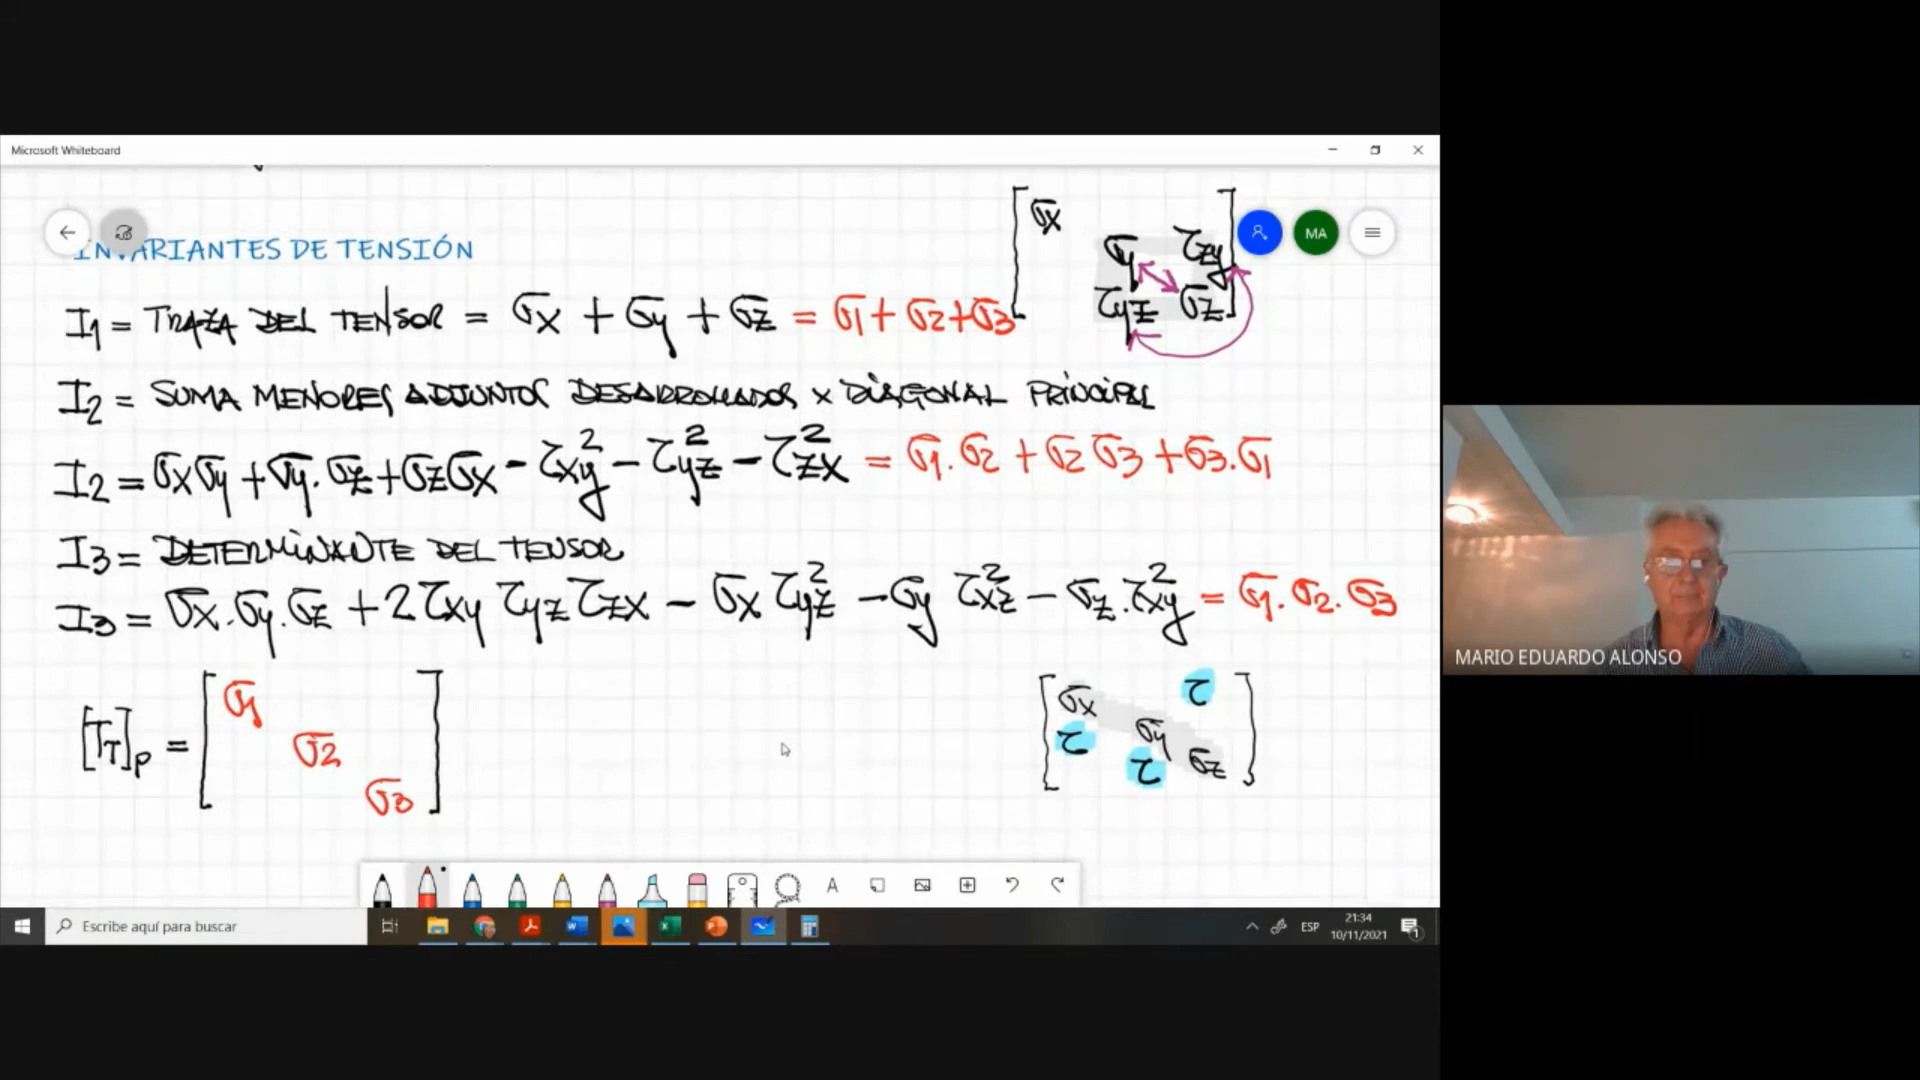 Microsoft Whiteboard
INVARIANTES DE TENSIÓN
I1 = TRAZA DEL TENSOR = σx + σy + σz = σ1 + σ2 + σ3
[σx
σy τzy
τyz σz]
MA
I2 = SUMA MENORES ADJUNTOS DESARROLLADOS x DIAGONAL PRINCIPAL
I2 = σxσy + σy.σz + σzσx - τxy² - τyz² - τzx² = σ1.σ2 + σ2σ3 + σ3.σ1
I3 = DETERMINANTE DEL TENSOR
I3 = σx.σy.σz + 2τxy τyz τzx - σx τyz² - σy τxz² - σz.τxy² = σ1.σ2.σ3
[TT]p = [σ1
σ2
σ3]
[σx τ
τ σy
τ σz]
MARIO EDUARDO ALONSO
A
Escribe aquí para buscar
ESP
21:34
10/11/2021
1